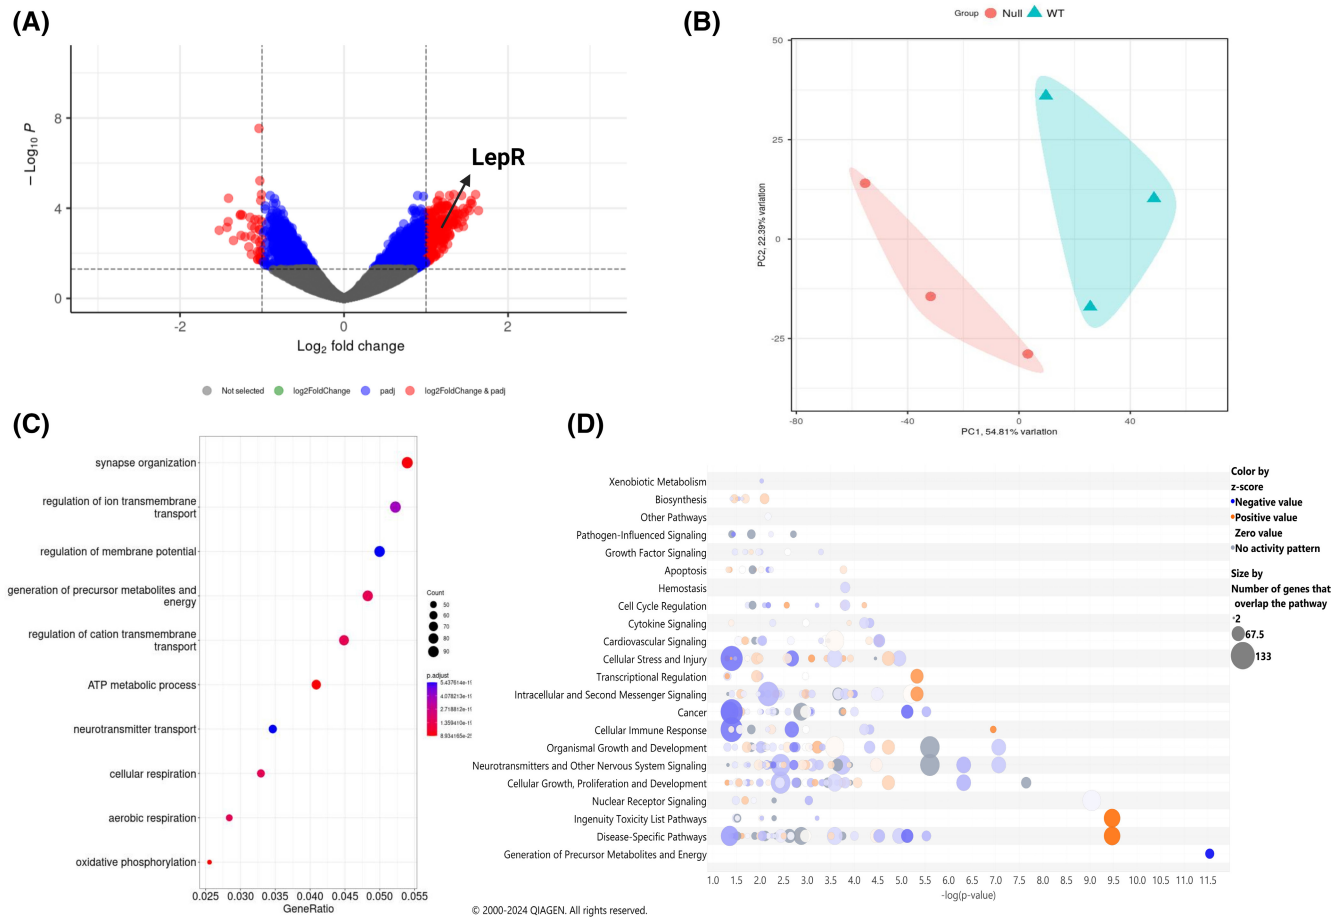 (A)
− Log10 P
8
4
0
LepR
-2
0
2
Log2 fold change
Not selected
log2FoldChange
padj
log2FoldChange & padj
(B)
Group
Null
WT
50
25
0
-25
PC2, 22.39% variation
-80
-40
0
40
PC1, 54.81% variation
(C)
synapse organization
regulation of ion transmembrane
transport
regulation of membrane potential
generation of precursor metabolites and
energy
regulation of cation transmembrane
transport
ATP metabolic process
neurotransmitter transport
cellular respiration
aerobic respiration
oxidative phosphorylation
0.025 0.030 0.035 0.040 0.045 0.050 0.055
GeneRatio
Count
50
60
70
80
90
p.adjust
(D)
Xenobiotic Metabolism
Biosynthesis
Other Pathways
Pathogen-Influenced Signaling
Growth Factor Signaling
Apoptosis
Hemostasis
Cell Cycle Regulation
Cytokine Signaling
Cardiovascular Signaling
Cellular Stress and Injury
Transcriptional Regulation
Intracellular and Second Messenger Signaling
Cancer
Cellular Immune Response
Organismal Growth and Development
Neurotransmitters and Other Nervous System Signaling
Cellular Growth, Proliferation and Development
Nuclear Receptor Signaling
Ingenuity Toxicity List Pathways
Disease-Specific Pathways
Generation of Precursor Metabolites and Energy
1.0 1.5 2.0 2.5 3.0 3.5 4.0 4.5 5.0 5.5 6.0 6.5 7.0 7.5 8.0 8.5 9.0 9.5 10.0 10.5 11.0 11.5
-log(p-value)
Color by
z-score
Negative value
Positive value
Zero value
No activity pattern
Size by
Number of genes that
overlap the pathway
2
67.5
133
© 2000-2024 QIAGEN. All rights reserved.